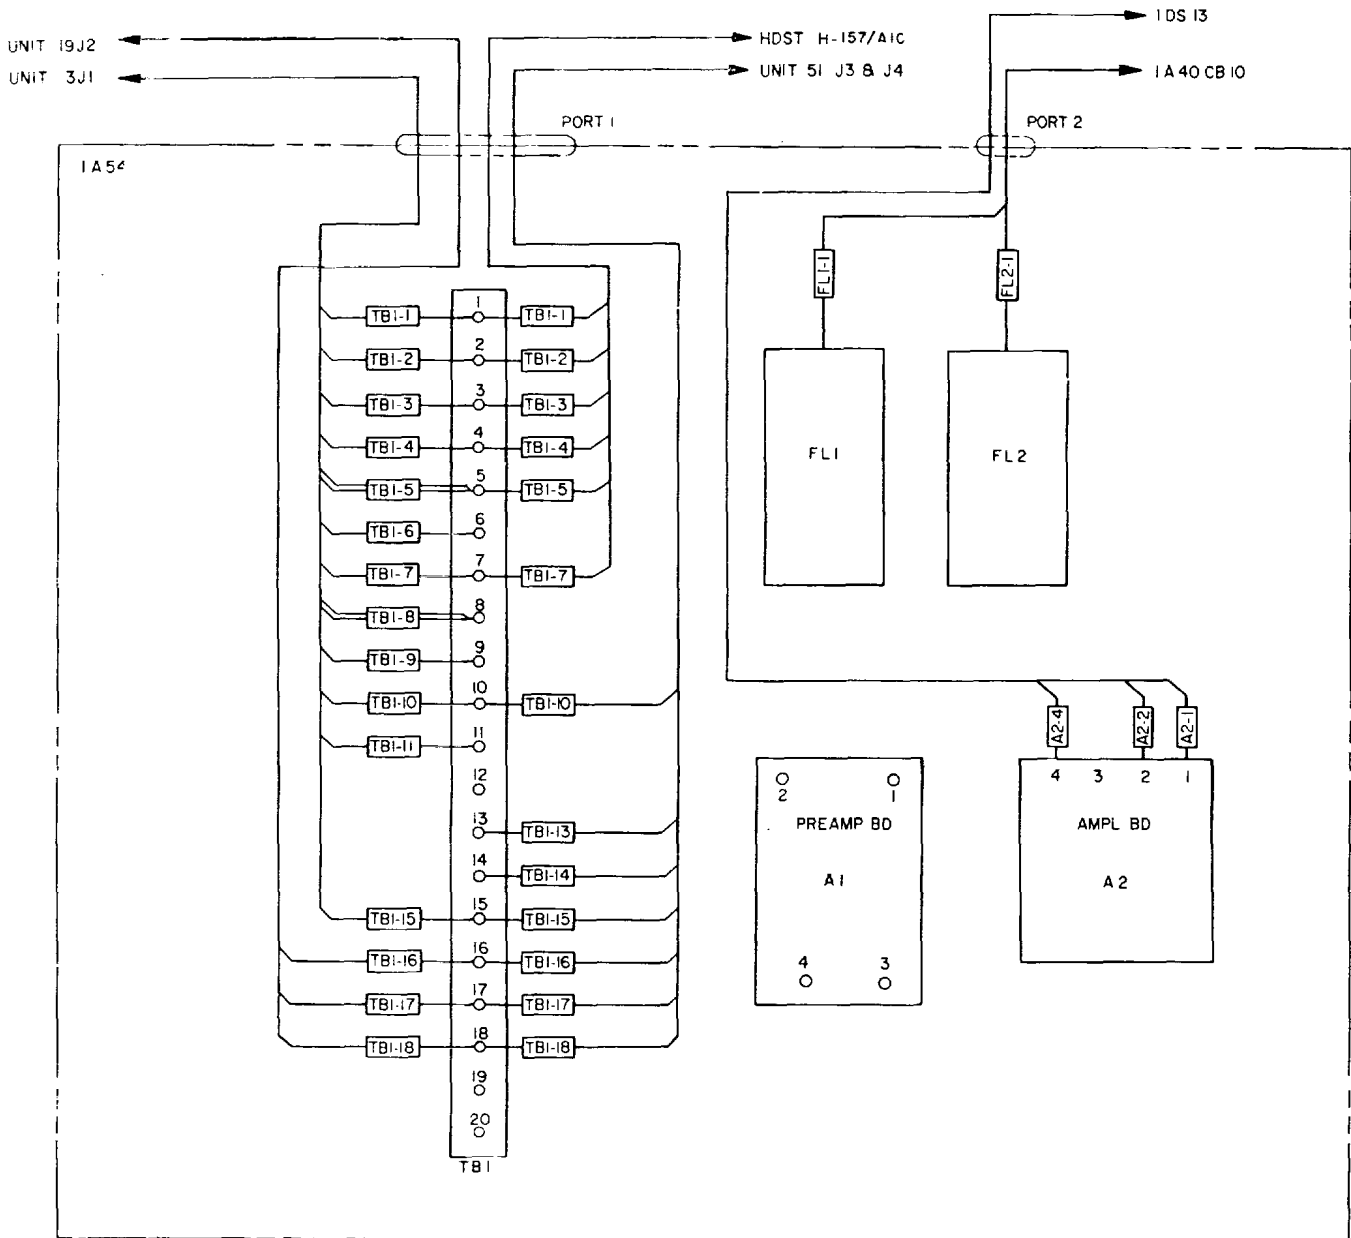 1DS 13
UNIT 19J2
HDST H-157/A1C
UNIT 3J1
UNIT 51 J3 & J4
1A40 CB 10
PORT 1
PORT 2
1A54
FL1-1
FL2-1
1
TB1-1
TB1-1
2
TB1-2
TB1-2
3
TB1-3
TB1-3
4
TB1-4
TB1-4
FL1
FL2
5
TB1-5
TB1-5
6
TB1-6
7
TB1-7
TB1-7
8
TB1-8
9
TB1-9
10
TB1-10
TB1-10
11
TB1-11
A2-4
A2-2
A2-1
12
2
1
4
3
2
1
13
TB1-13
PREAMP BD
AMPL BD
14
TB1-14
A1
A2
15
TB1-15
TB1-15
16
TB1-16
TB1-16
4
3
17
TB1-17
TB1-17
18
TB1-18
TB1-18
19
20
TB1